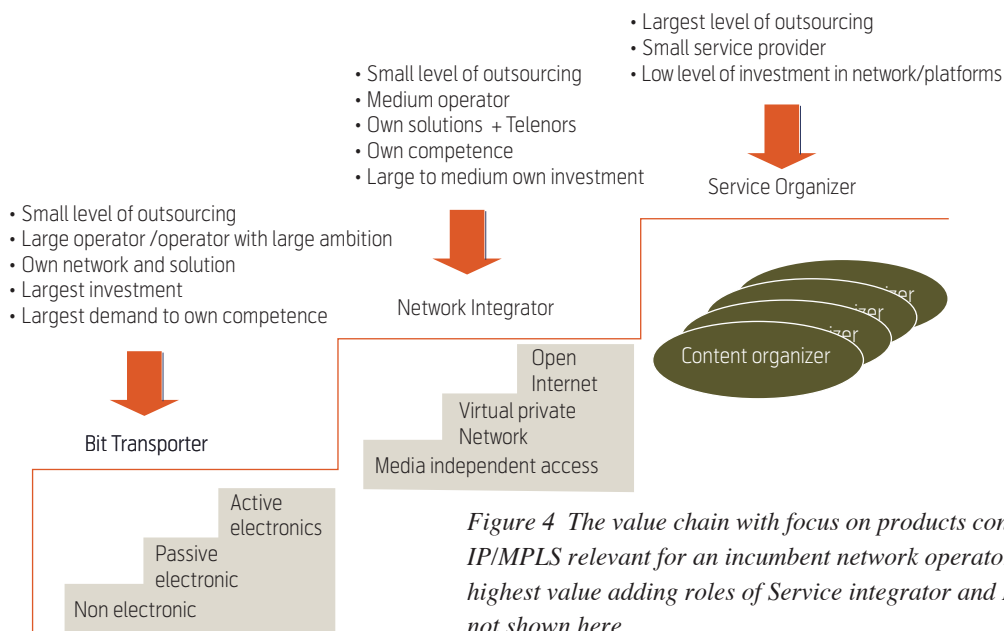 • Largest level of outsourcing
• Small service provider
• Low level of investment in network/platforms
Service Organizer
• Small level of outsourcing
• Medium operator
• Own solutions + Telenors
• Own competence
• Large to medium own investment
Network Integrator
• Small level of outsourcing
• Large operator /operator with large ambition
• Own network and solution
• Largest investment
• Largest demand to own competence
Bit Transporter
Content organizer
Open
Internet
Virtual private
Network
Media independent access
Active
electronics
Passive
electronic
Non electronic
Figure 4 The value chain with focus on products
IP/MPLS relevant for an incumbent network
highest value adding roles of Service integrator and
not shown here